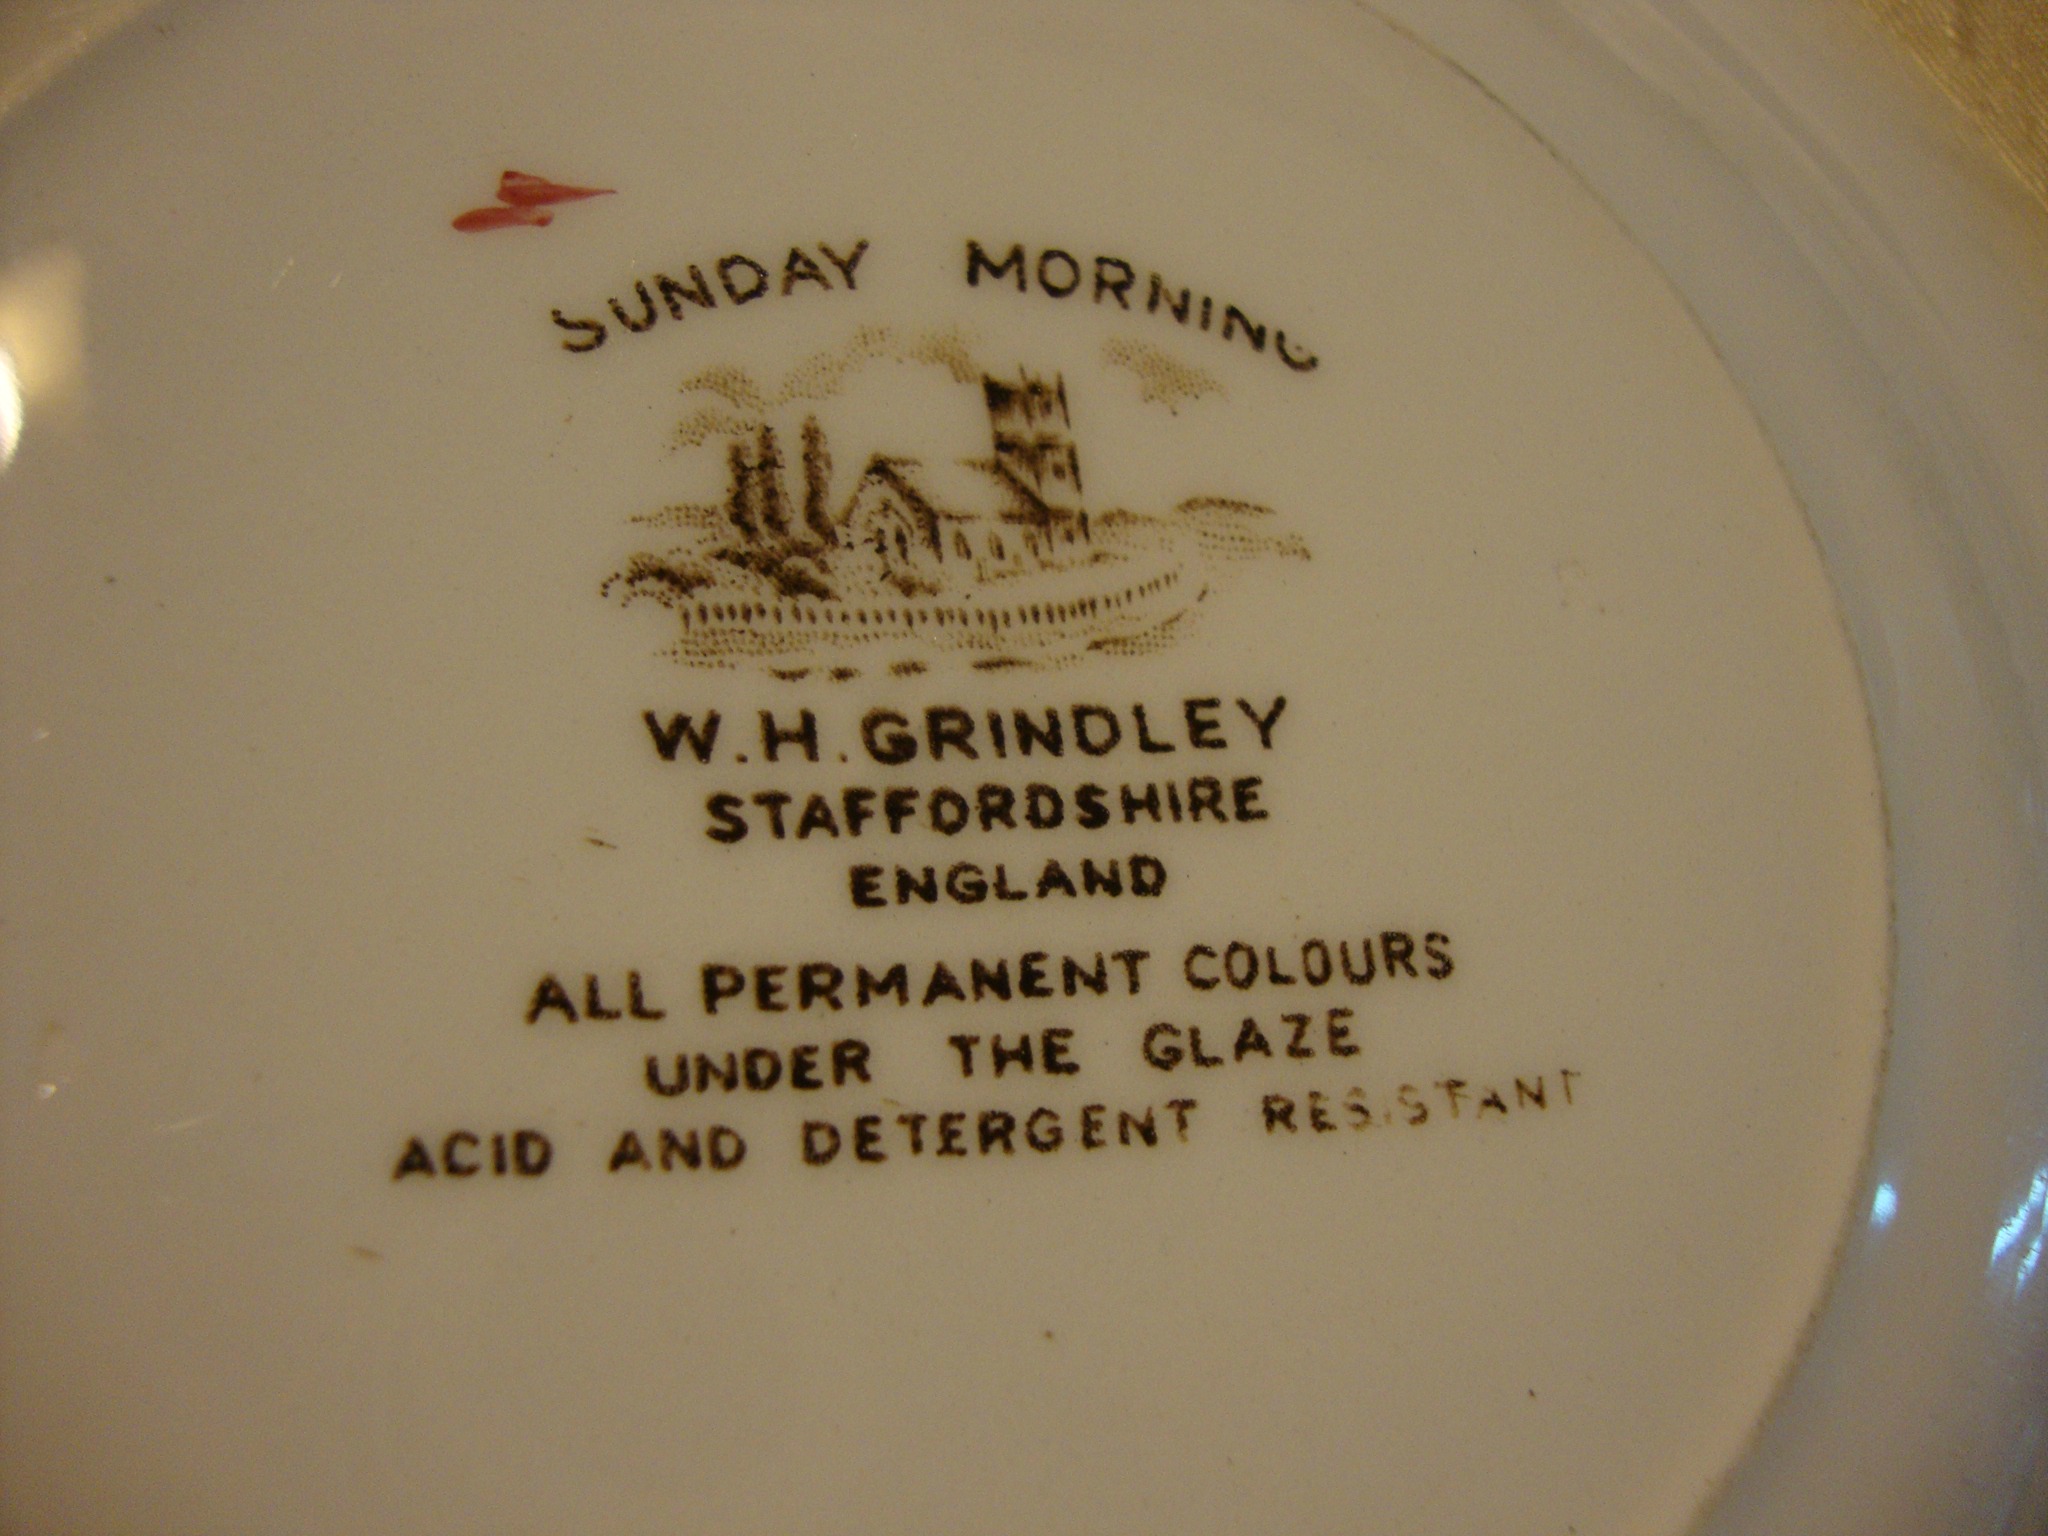 SUNDAY MORNING
W.H.GRINDLEY
STAFFORDSHIRE
ENGLAND
ALL PERMANENT COLOURS
UNDER THE GLAZE
ACID AND DETERGENT RESISTANT